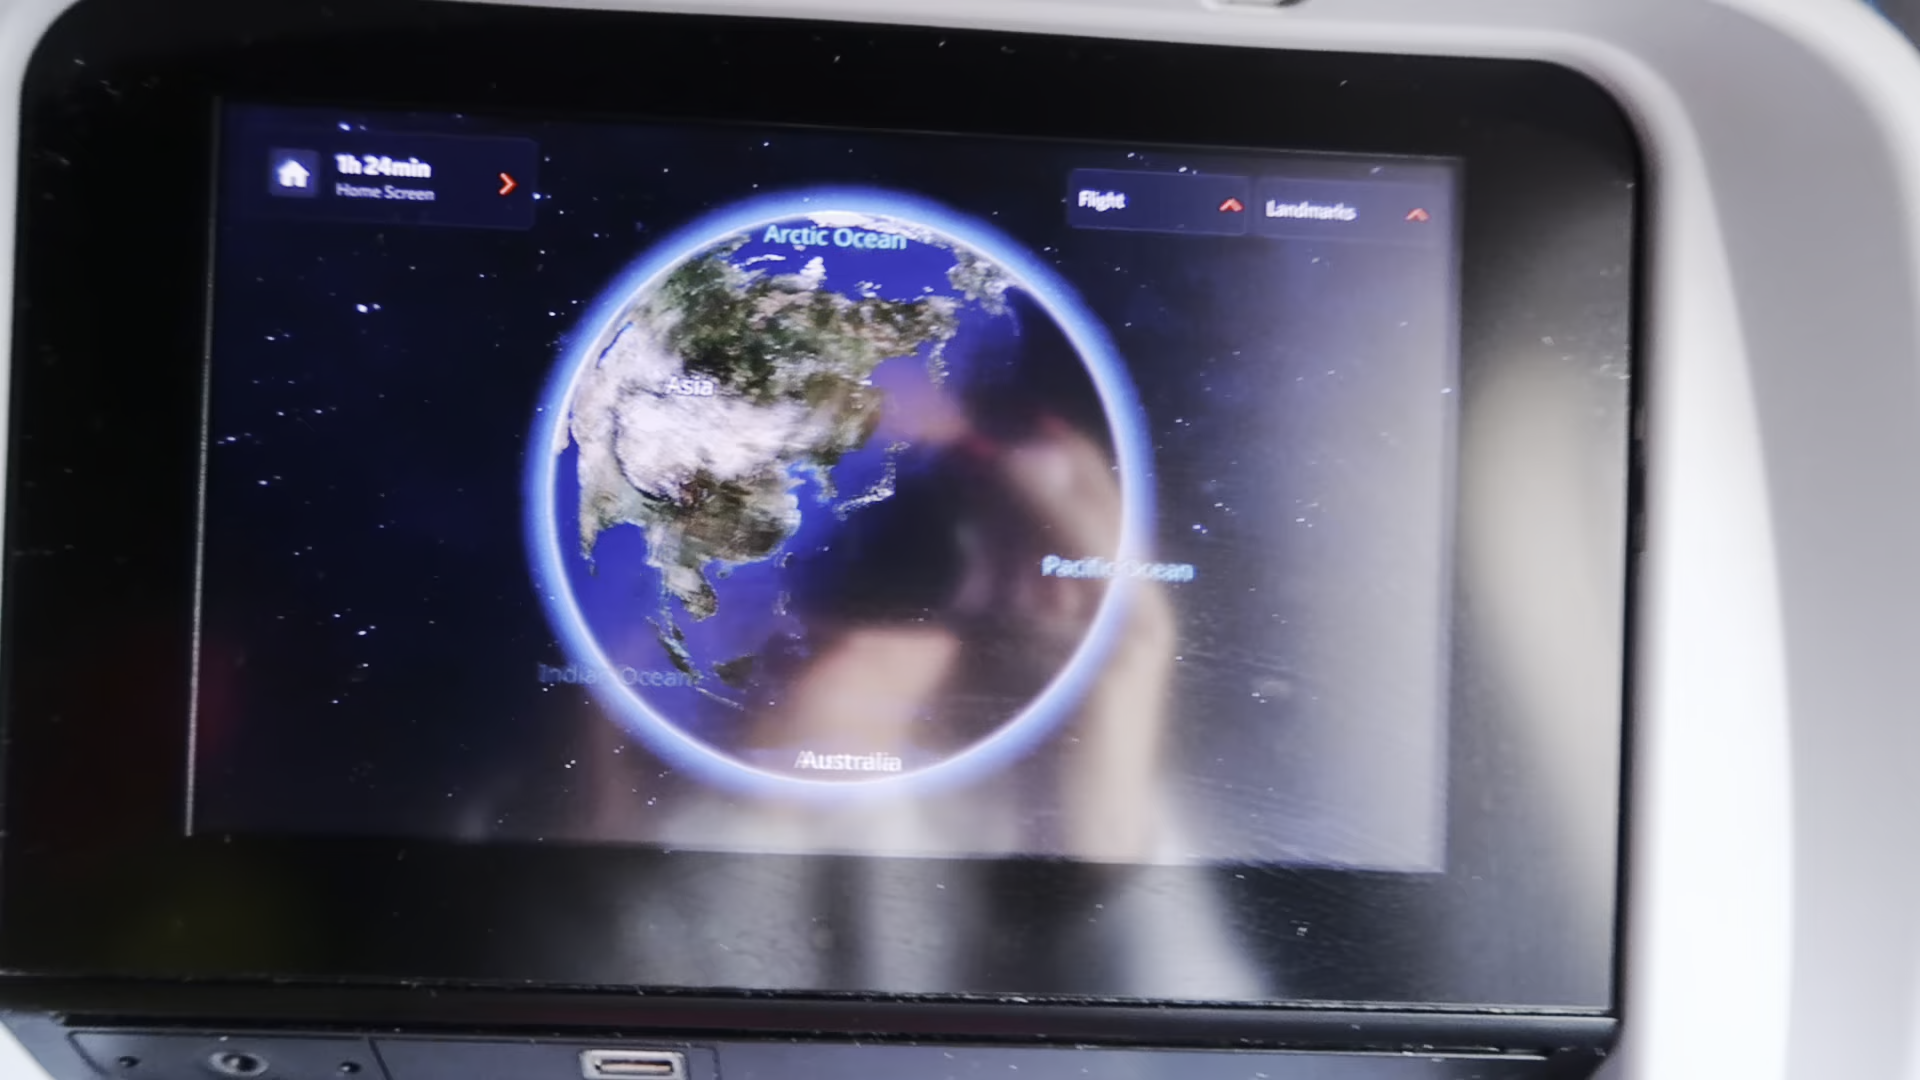 1h 24min
Home Screen
Flight
Landmarks
Arctic Ocean
Asia
Pacific Ocean
Indian Ocean
Australia